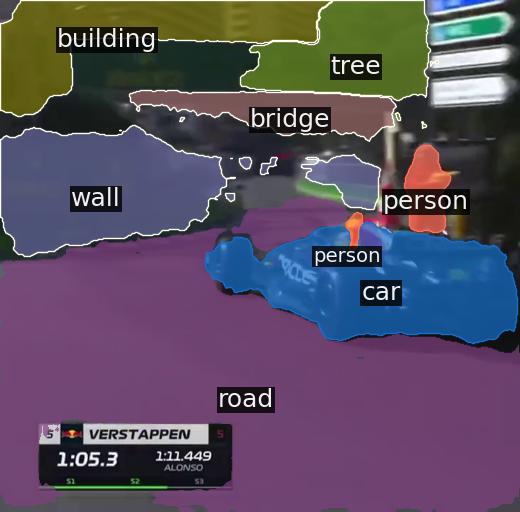 building
tree
bridge
wall
person
person
car
road
5 VERSTAPPEN 5
1:05.3 1:11.449
ALONSO
S1 S2 S3